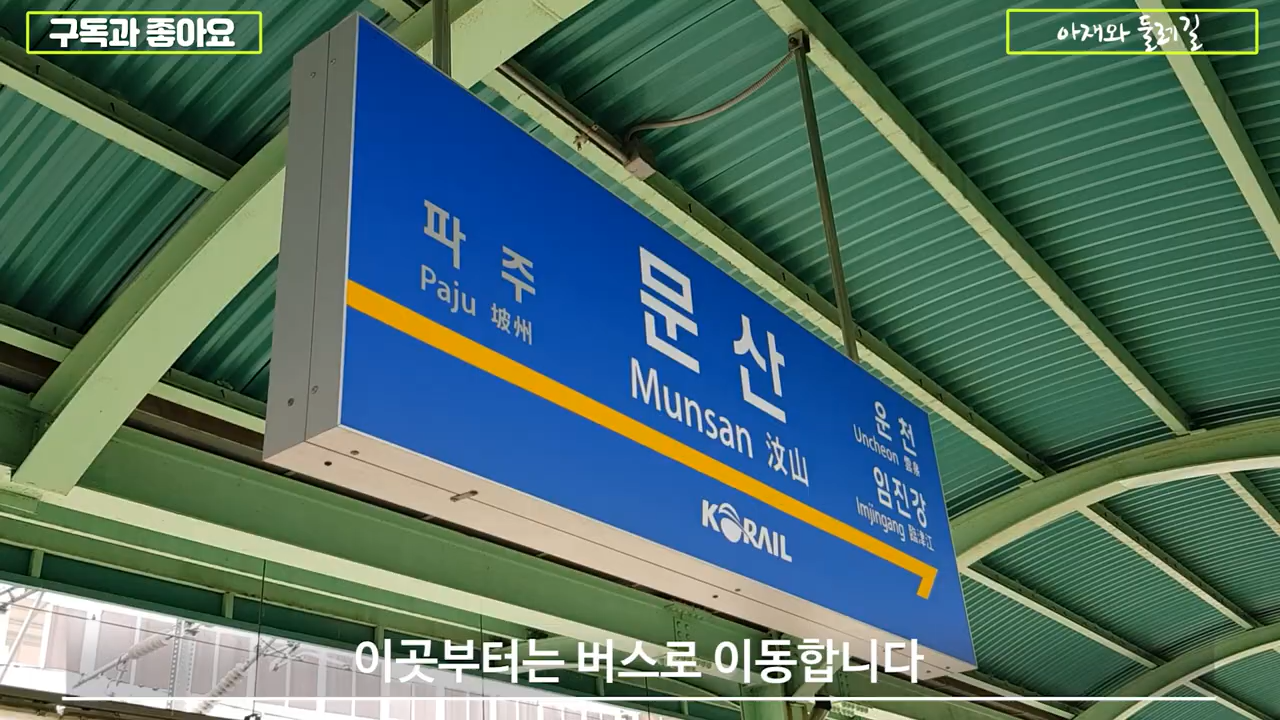 구독과 좋아요
아재와 둘레길
파주
Paju 坡州
문산
Munsan 汶山
운천
Uncheon 雲泉
임진강
Imjingang 臨津江
KORAIL
이곳부터는 버스로 이동합니다